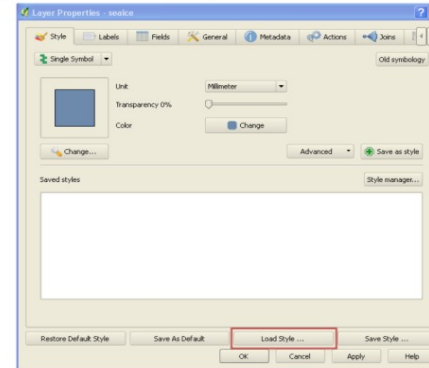 Layer Properties - seaice
Style Labels Fields General Metadata Actions Joins
Single Symbol Old symbology
Unit Millimeter
Transparency 0%
Color Change
Change... Advanced Save as style
Saved styles Style manager...
Restore Default Style Save As Default Load Style ... Save Style ...
OK Cancel Apply Help